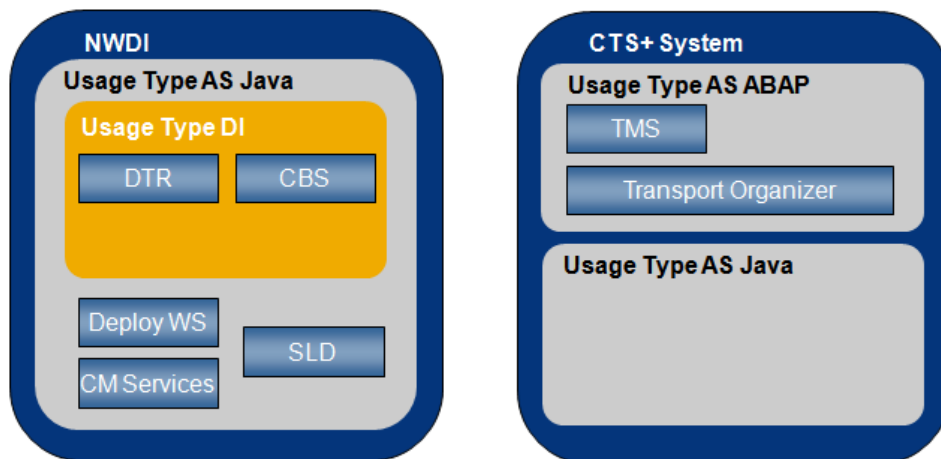 NWDI
Usage Type AS Java
Usage Type DI
DTR
CBS
Deploy WS
SLD
CM Services
CTS+ System
Usage Type AS ABAP
TMS
Transport Organizer
Usage Type AS Java